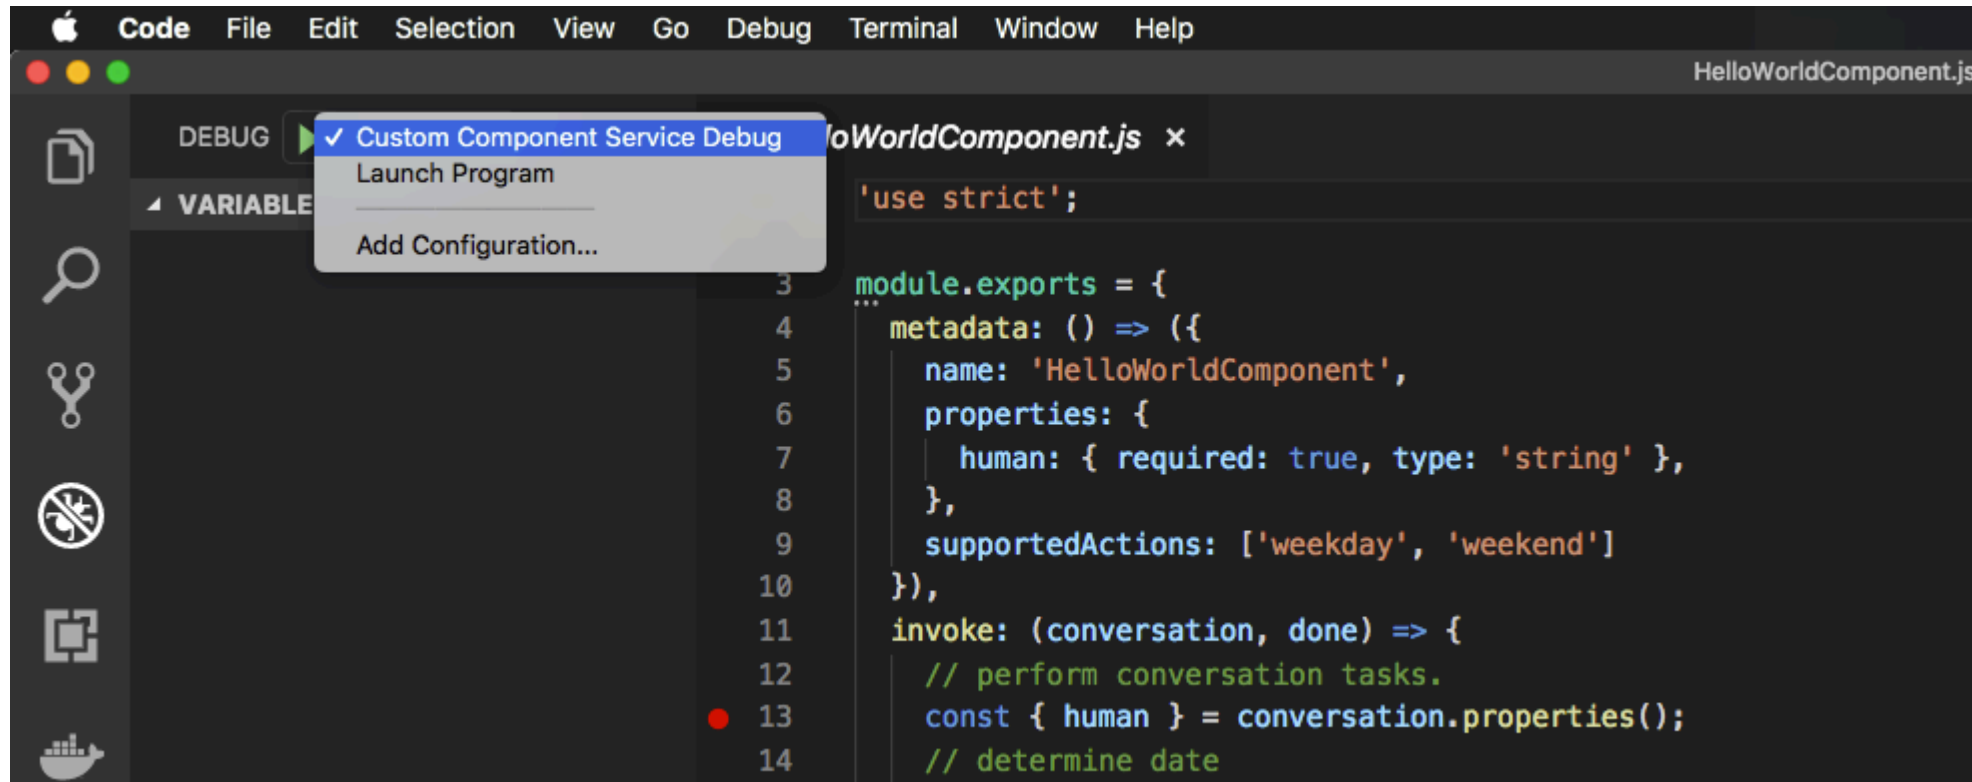 Code File Edit Selection View Go Debug Terminal Window Help
HelloWorldComponent.js
DEBUG
✓ Custom Component Service Debug
Launch Program
Add Configuration...
VARIABLE
loWorldComponent.js ×
'use strict';
3 module.exports = {
4 metadata: () => ({
5 name: 'HelloWorldComponent',
6 properties: {
7 human: { required: true, type: 'string' },
8 },
9 supportedActions: ['weekday', 'weekend']
10 }),
11 invoke: (conversation, done) => {
12 // perform conversation tasks.
13 const { human } = conversation.properties();
14 // determine date